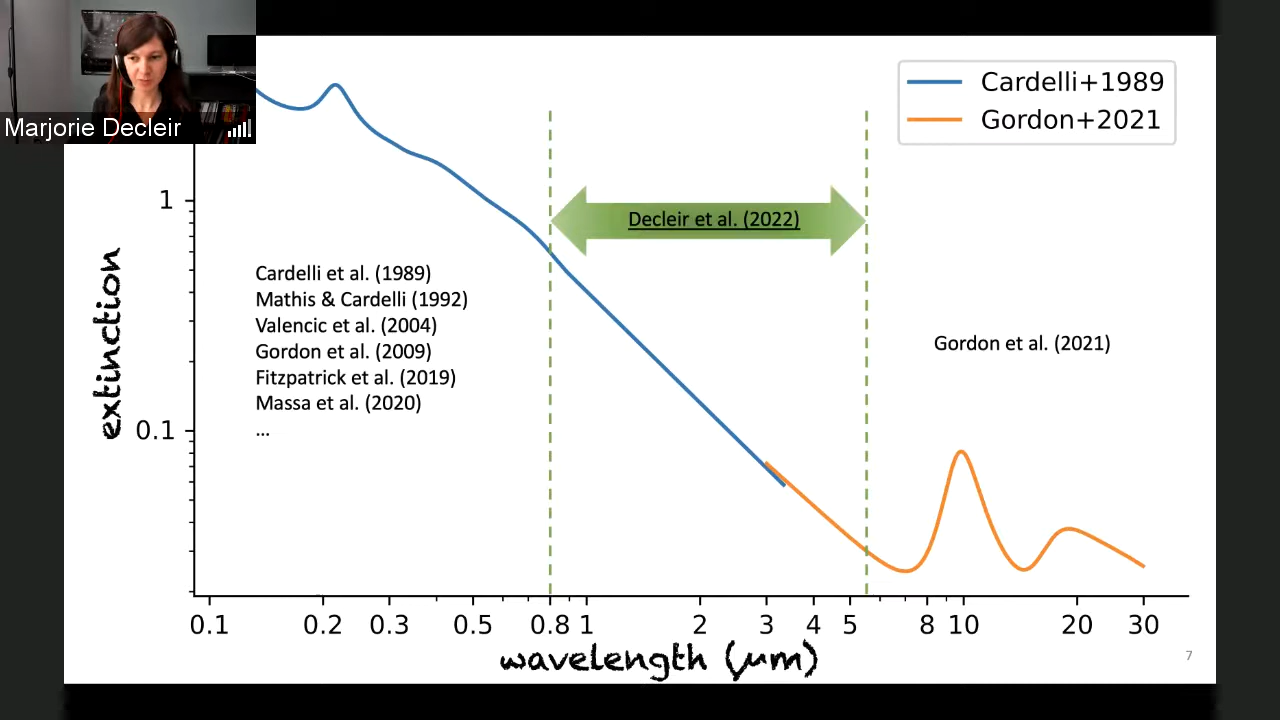 Marjorie Decleir
Cardelli+1989
Gordon+2021
Decleir et al. (2022)
Cardelli et al. (1989)
Mathis & Cardelli (1992)
Valencic et al. (2004)
Gordon et al. (2009)
Fitzpatrick et al. (2019)
Massa et al. (2020)
...
Gordon et al. (2021)
extinction
1
0.1
0.1 0.2 0.3 0.5 0.8 1 2 3 4 5 8 10 20 30
wavelength (μm)
7